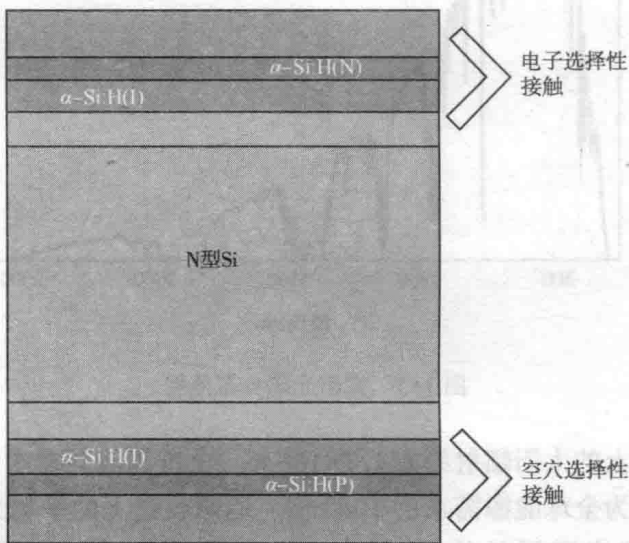 α-Si:H(N)
电子选择性
接触
α-Si:H(I)
N型Si
α-Si:H(I)
空穴选择性
接触
α-Si:H(P)